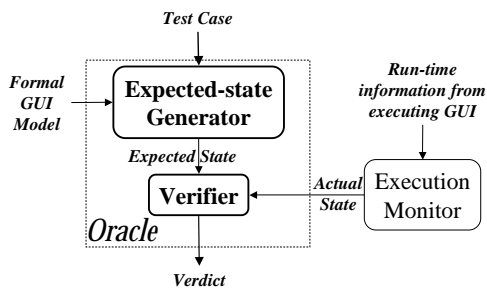 Test Case
Formal
GUI
Model
Expected-state
Generator
Run-time
information from
executing GUI
Expected State
Verifier
Actual
State
Execution
Monitor
Oracle
Verdict